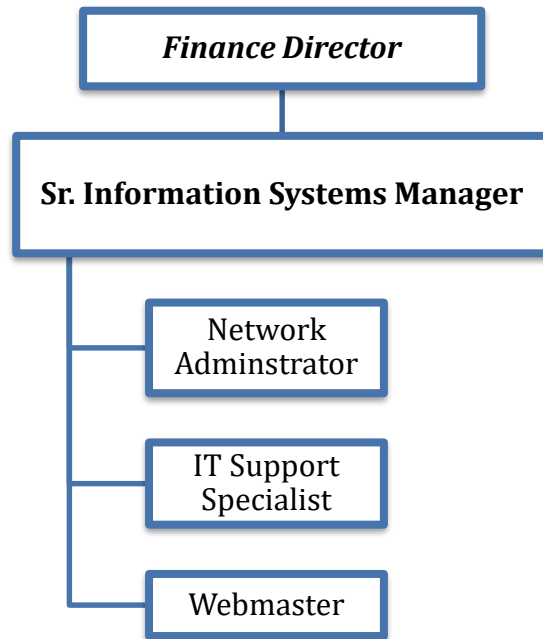 Finance Director
Sr. Information Systems Manager
Network
Adminstrator
IT Support
Specialist
Webmaster